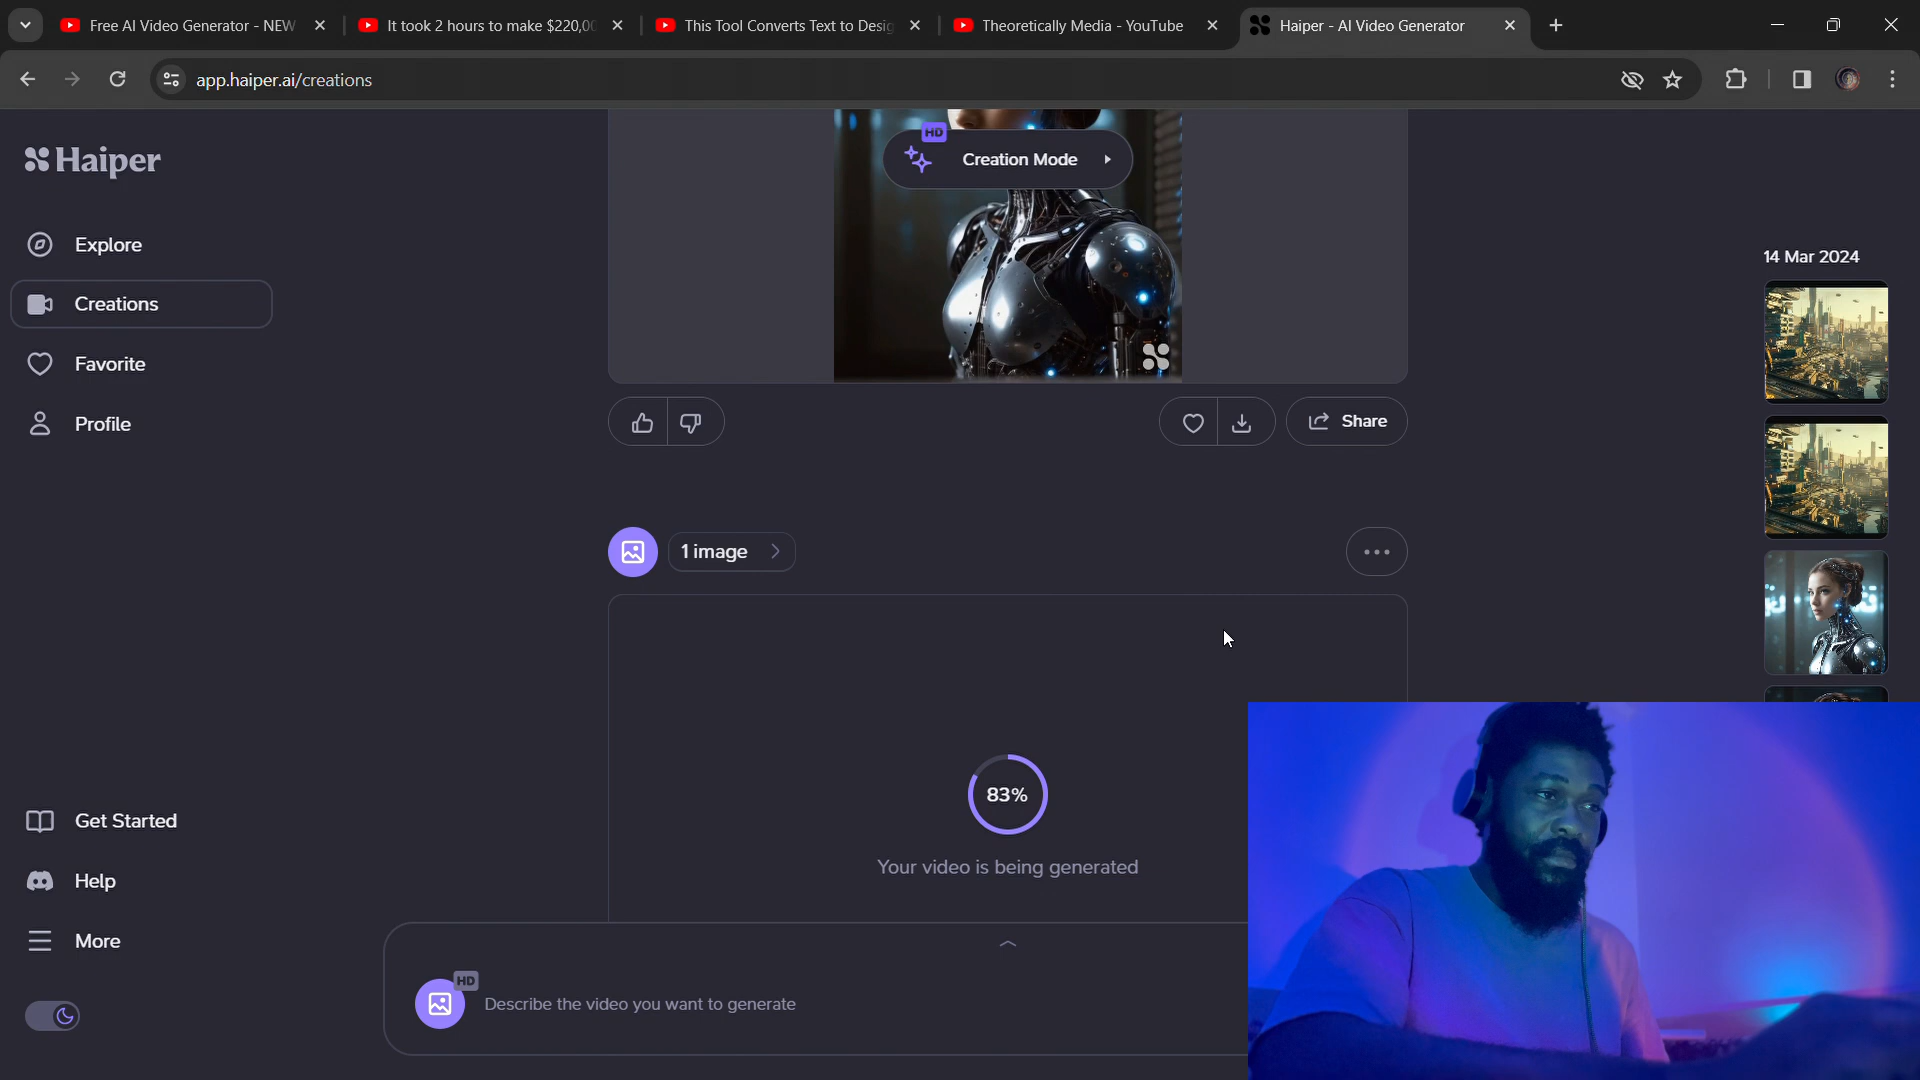 Free AI Video Generator - NEW
It took 2 hours to make $220,00
This Tool Converts Text to Desig
Theoretically Media - YouTube
Haiper - AI Video Generator
app.haiper.ai/creations
Haiper
Explore
Creations
Favorite
Profile
Get Started
Help
More
HD
Creation Mode
Share
1 image
83%
Your video is being generated
HD
Describe the video you want to generate
14 Mar 2024